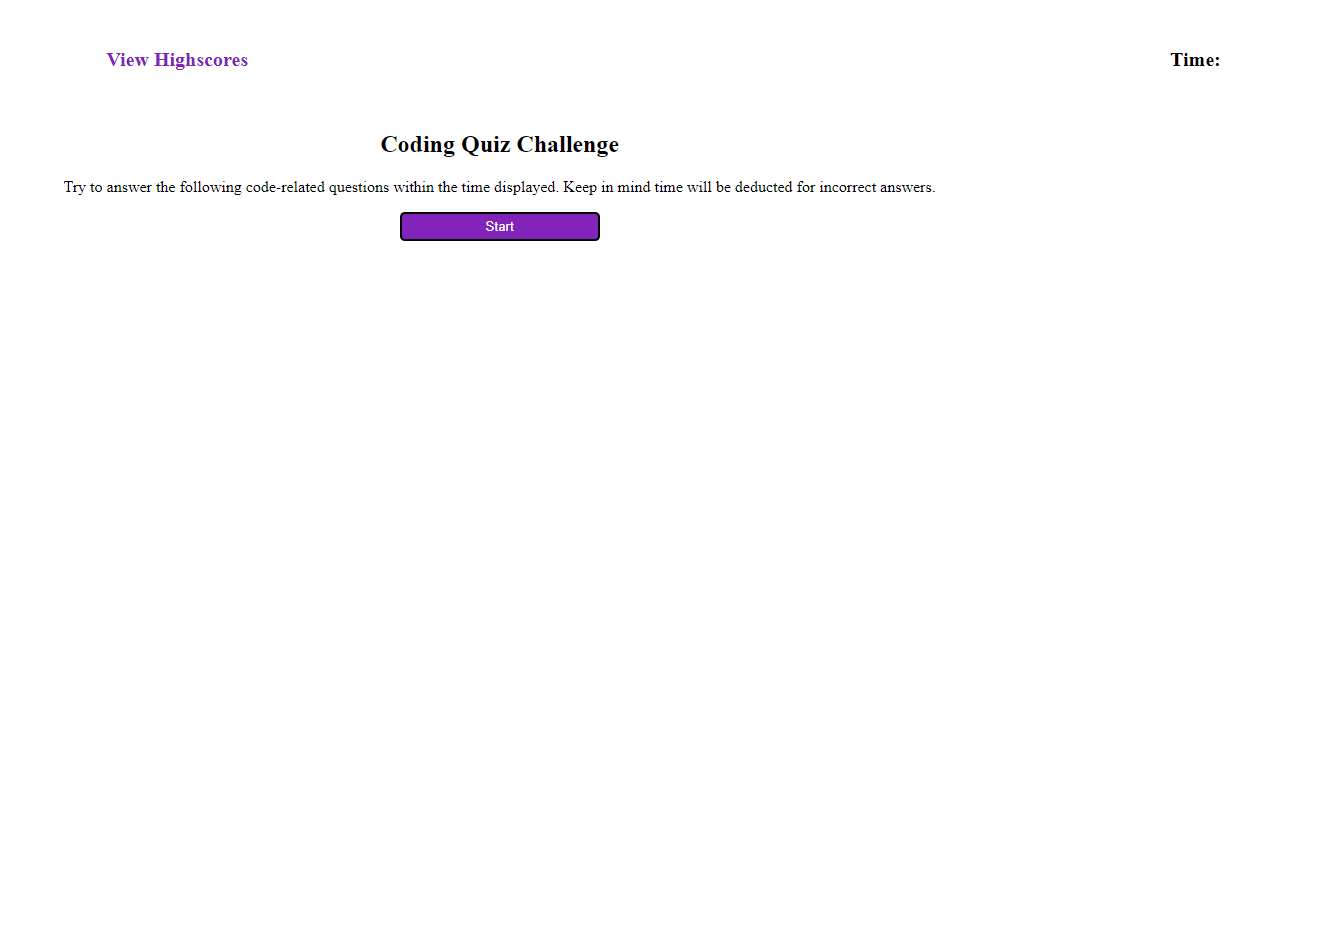 View Highscores
Time:
Coding Quiz Challenge
Try to answer the following code-related questions within the time displayed. Keep in mind time will be deducted for incorrect answers.
Start